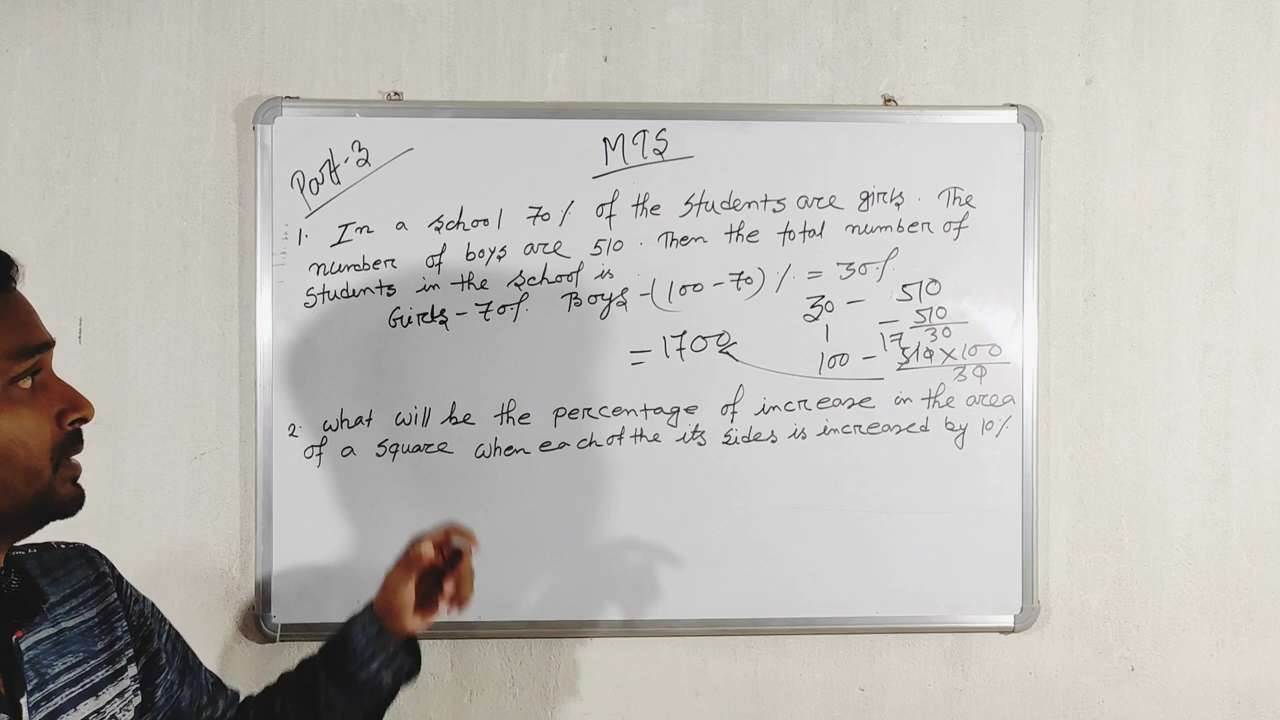 Part-3
MTS
1. In a school 70% of the students are girls. The
number of boys are 510. Then the total number of
students in the school is
Girls - 70%. Boys - (100 - 70) % = 30%
30 - 510
1 - 510/30
100 - 510 x 100/30
17
= 1700
2. what will be the percentage of increase in the area
of a square when each of the its sides is increased by 10%